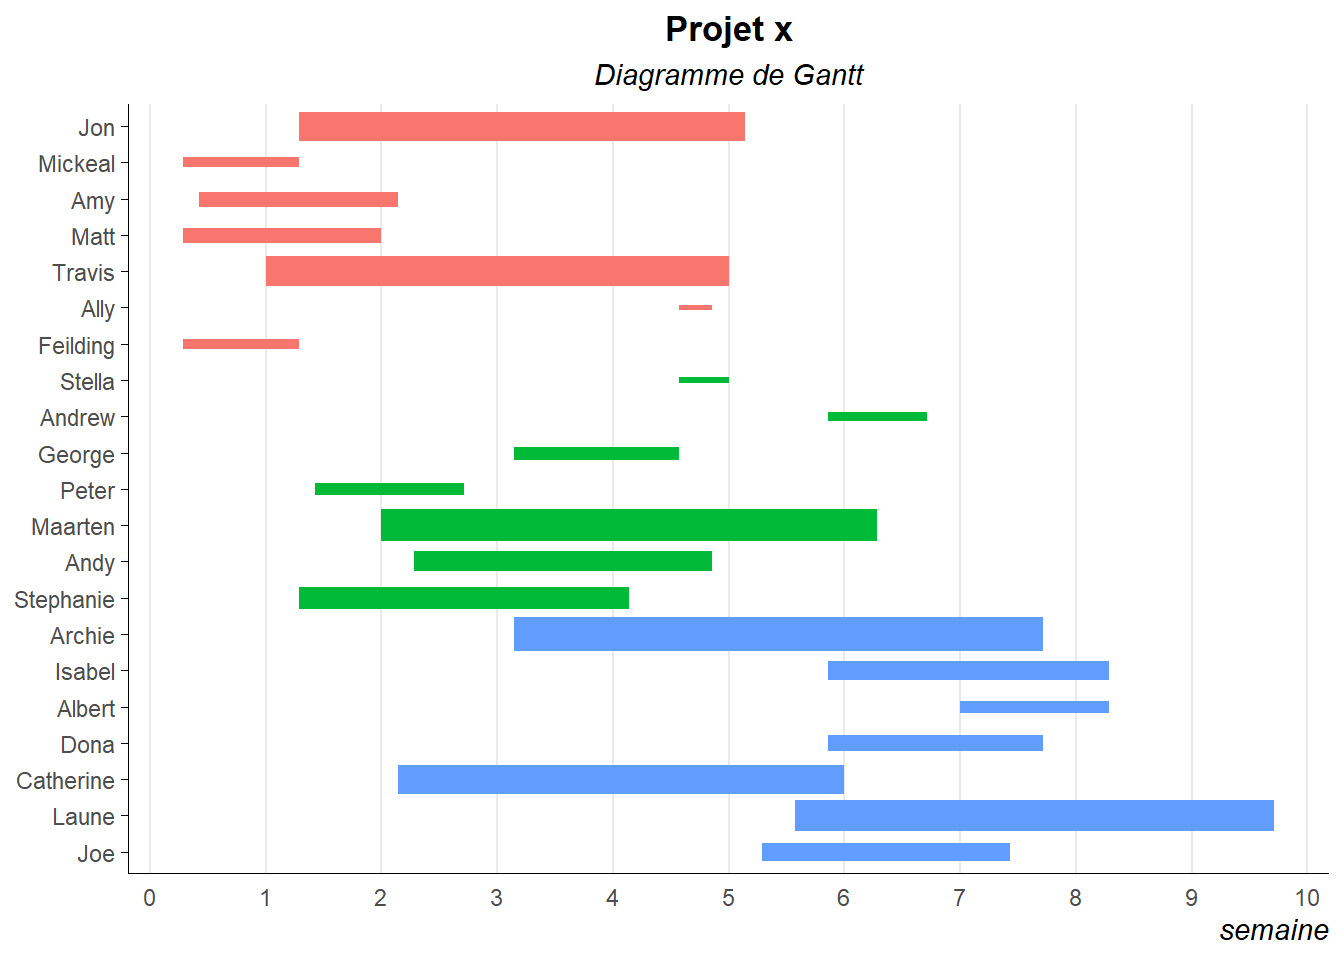 Projet x
Diagramme de Gantt
Jon
Mickeal
Amy
Matt
Travis
Ally
Feilding
Stella
Andrew
George
Peter
Maarten
Andy
Stephanie
Archie
Isabel
Albert
Dona
Catherine
Laune
Joe
0 1 2 3 4 5 6 7 8 9 10
semaine